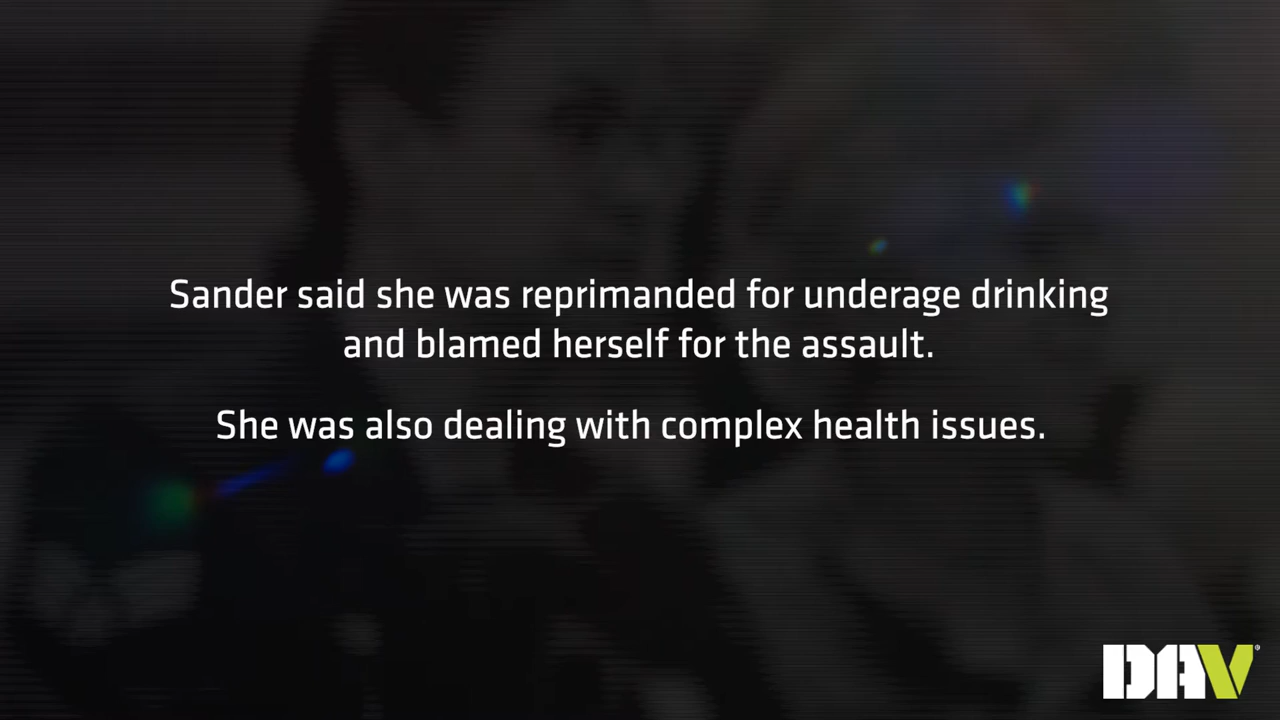 Sander said she was reprimanded for underage drinking
and blamed herself for the assault.
She was also dealing with complex health issues.
DAV®